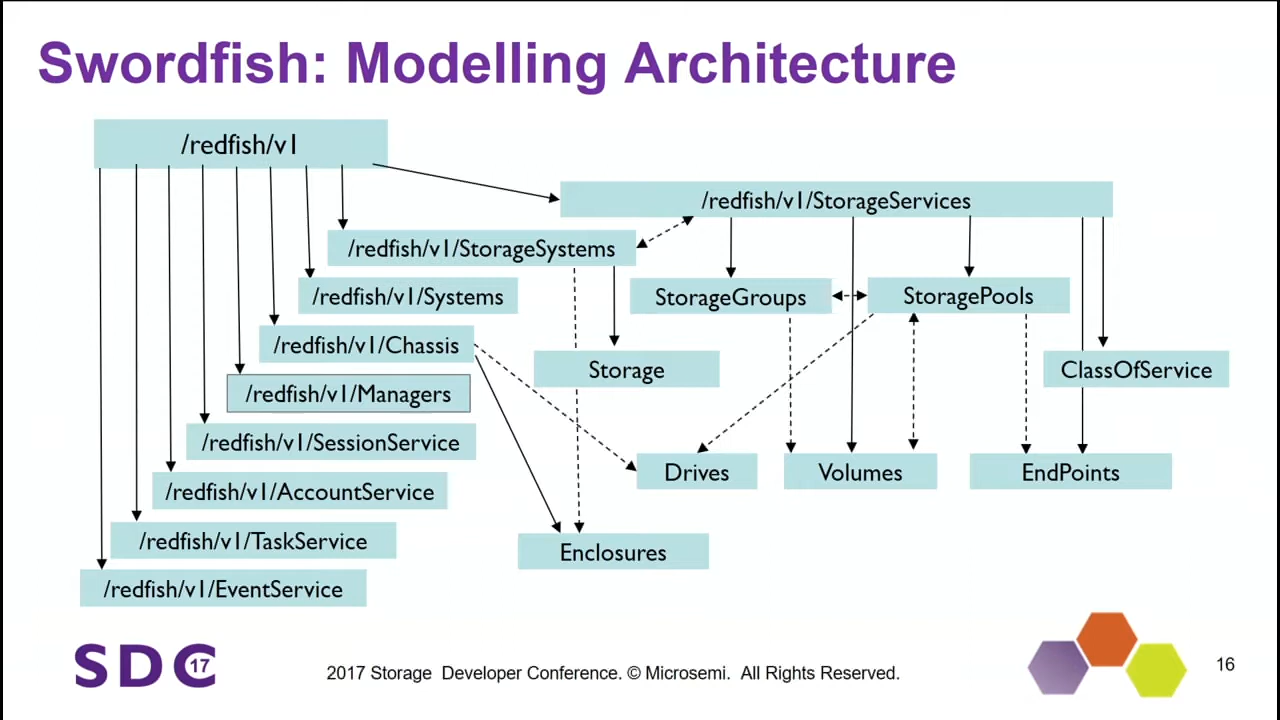 Swordfish: Modelling Architecture
/redfish/v1
/redfish/v1/StorageServices
/redfish/v1/StorageSystems
/redfish/v1/Systems
StorageGroups
StoragePools
/redfish/v1/Chassis
Storage
ClassOfService
/redfish/v1/Managers
/redfish/v1/SessionService
Drives
Volumes
EndPoints
/redfish/v1/AccountService
/redfish/v1/TaskService
Enclosures
/redfish/v1/EventService
SDC 17
2017 Storage Developer Conference. © Microsemi. All Rights Reserved.
16